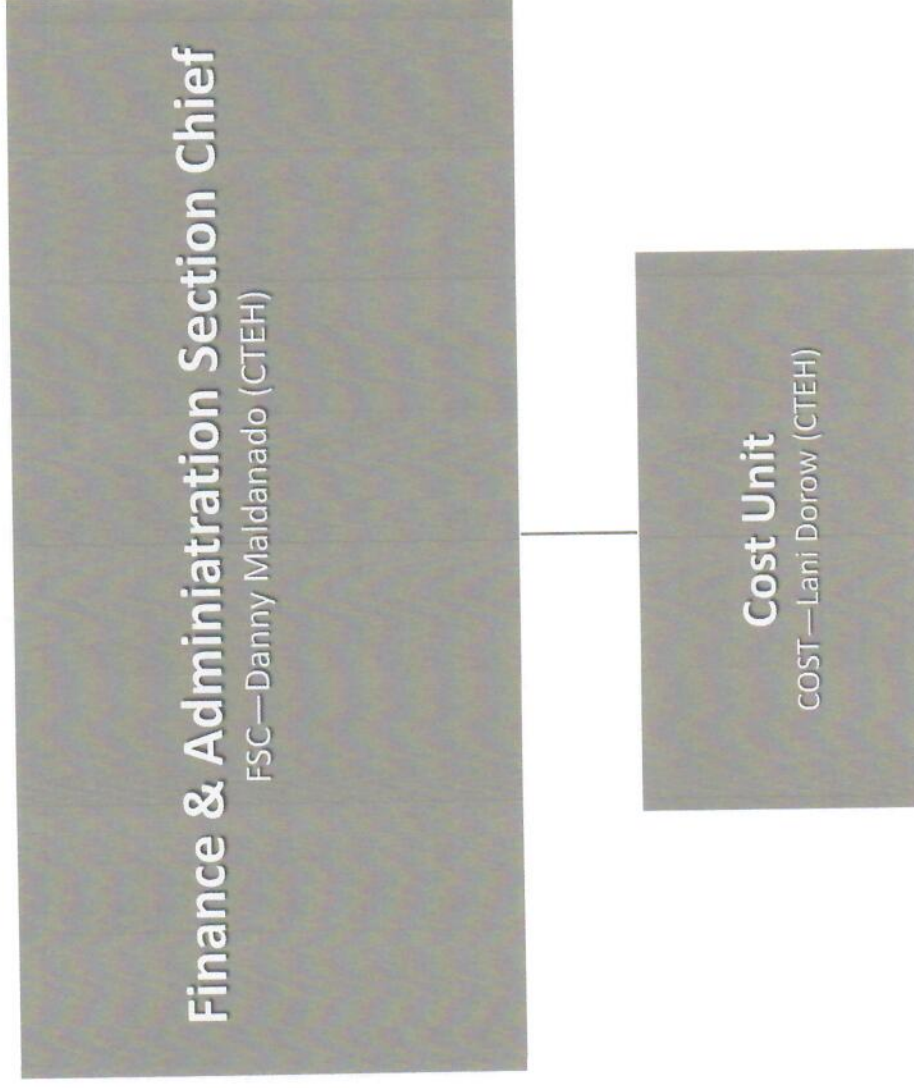 Finance & Adminiatration Section Chief
FSC—Danny Maldanado (CTEH)
Cost Unit
COST—Lani Dorow (CTEH)